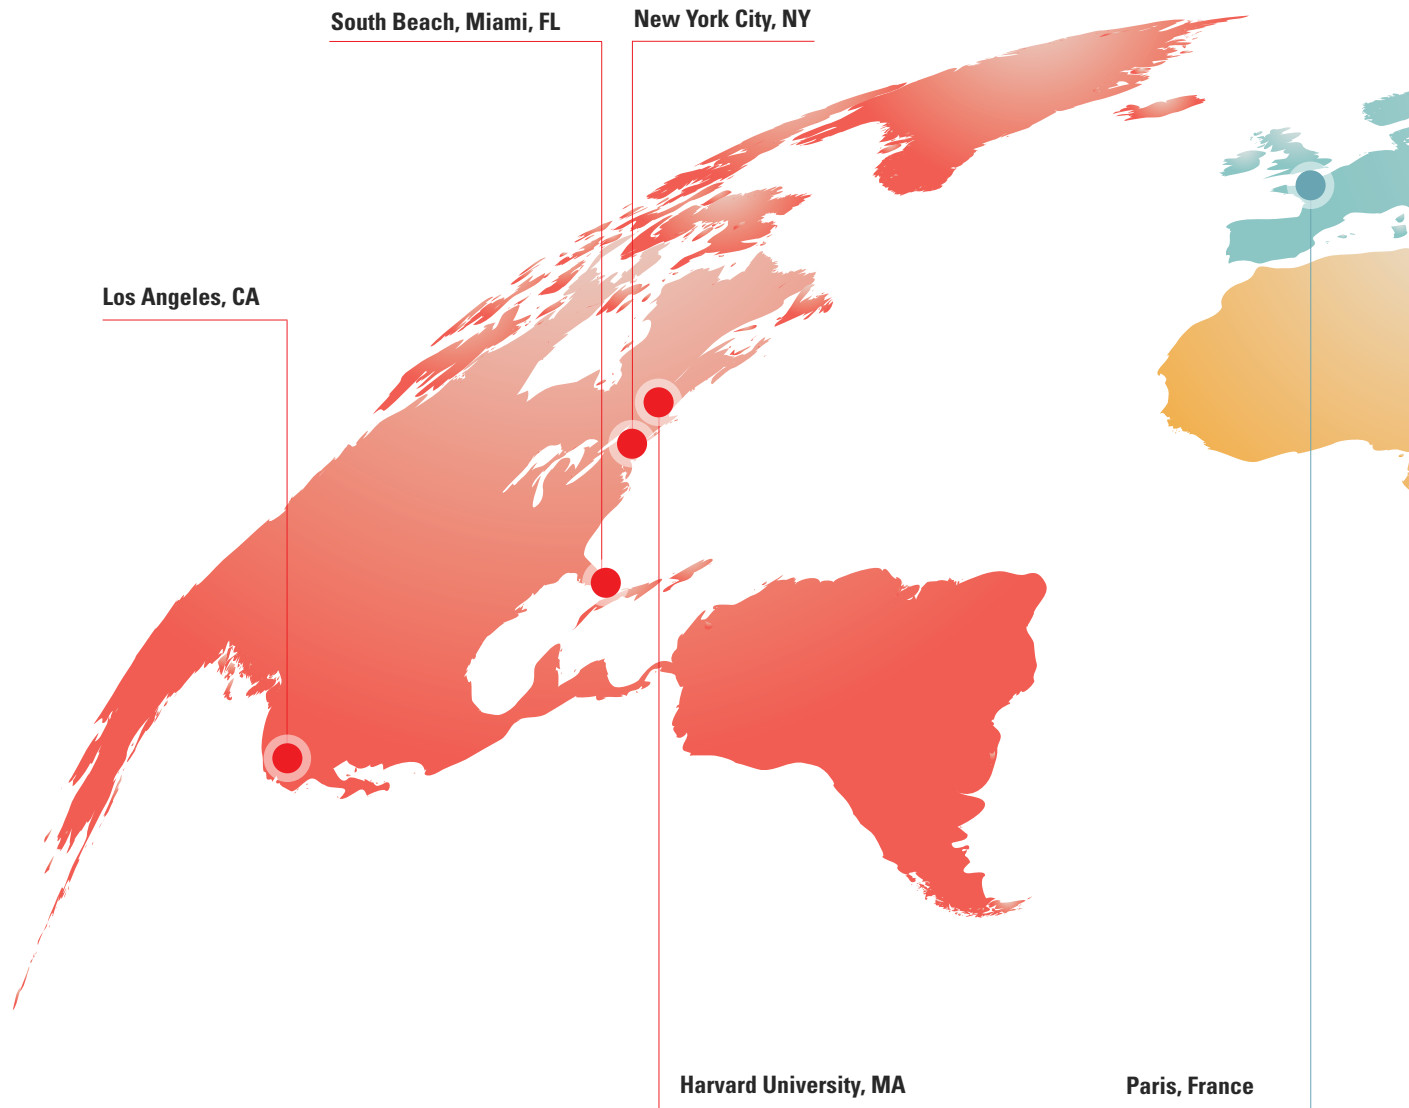 South Beach, Miami, FL
New York City, NY
Los Angeles, CA
Harvard University, MA
Paris, France